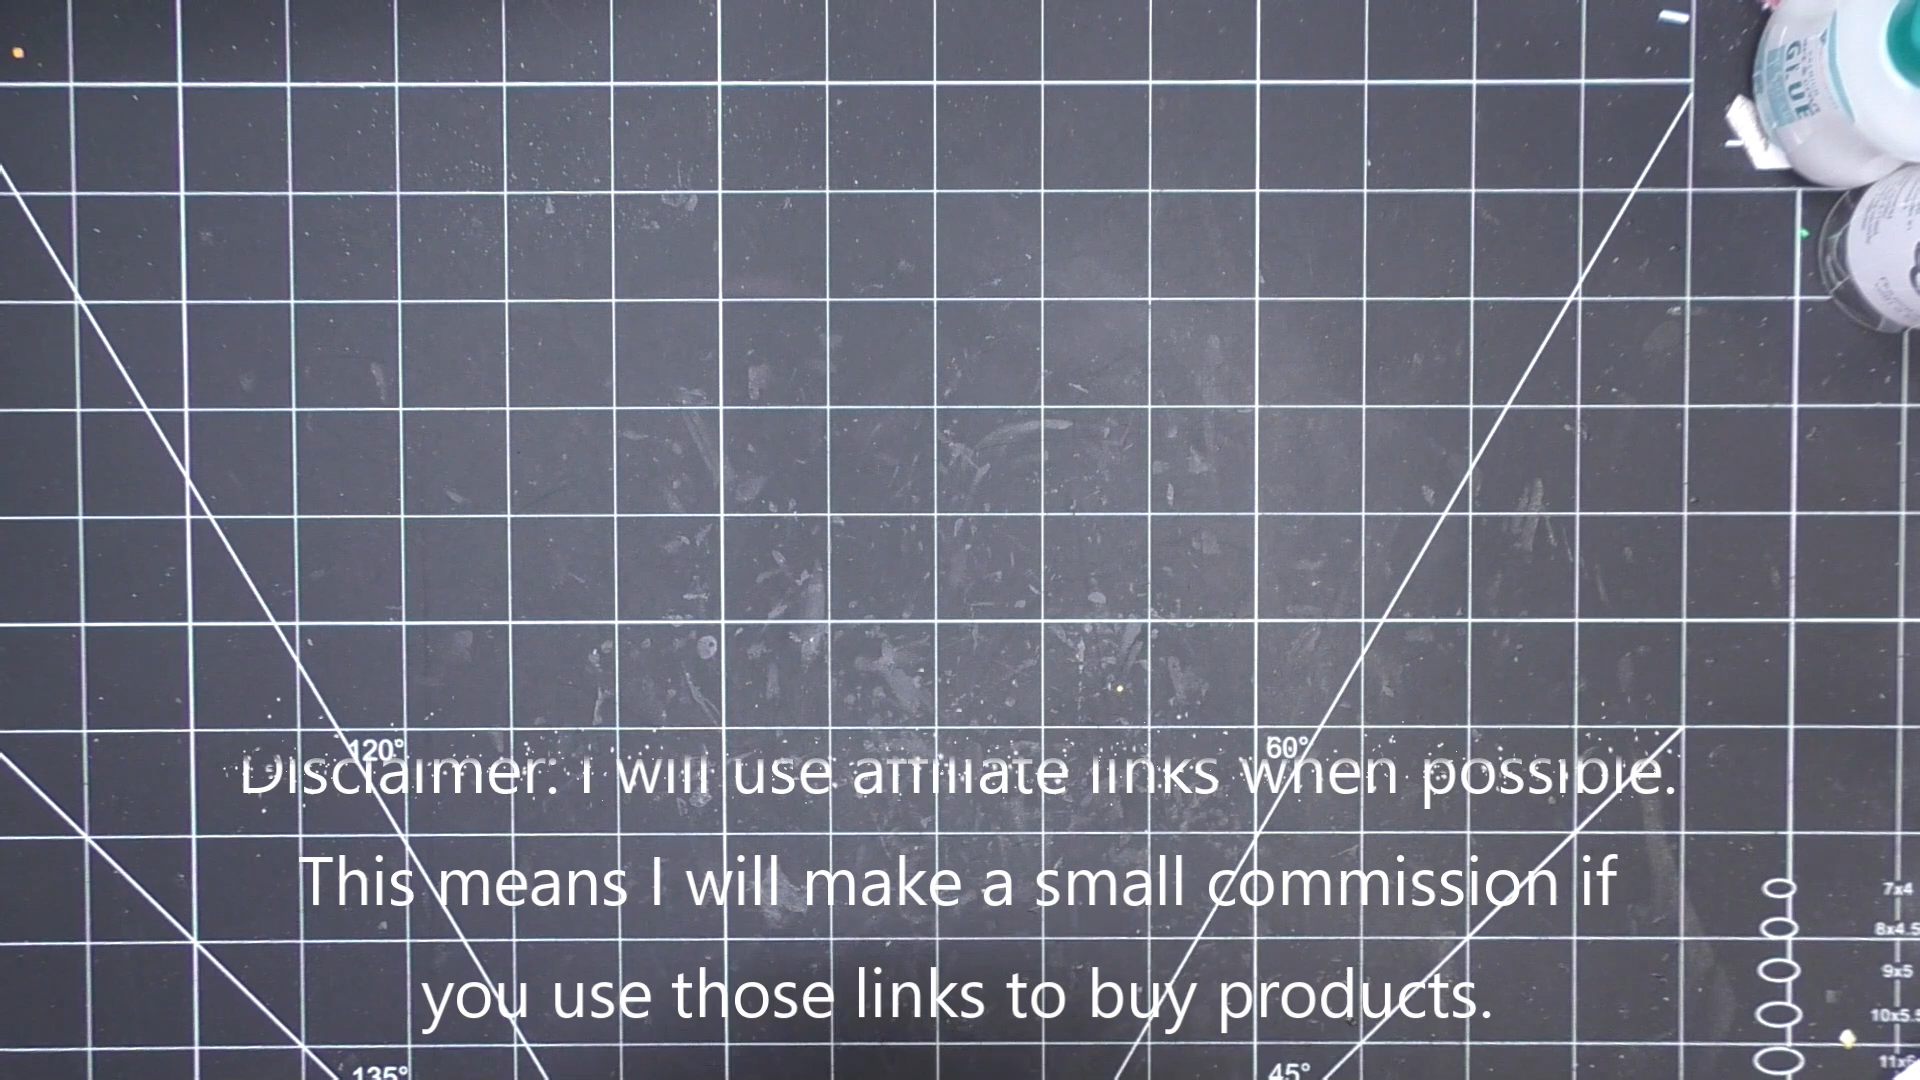 GLUE
120°
60°
Disclaimer: I will use affiliate links when possible.
This means I will make a small commission if
you use those links to buy products.
7x4
8x4.5
9x5
10x5.5
135°
45°